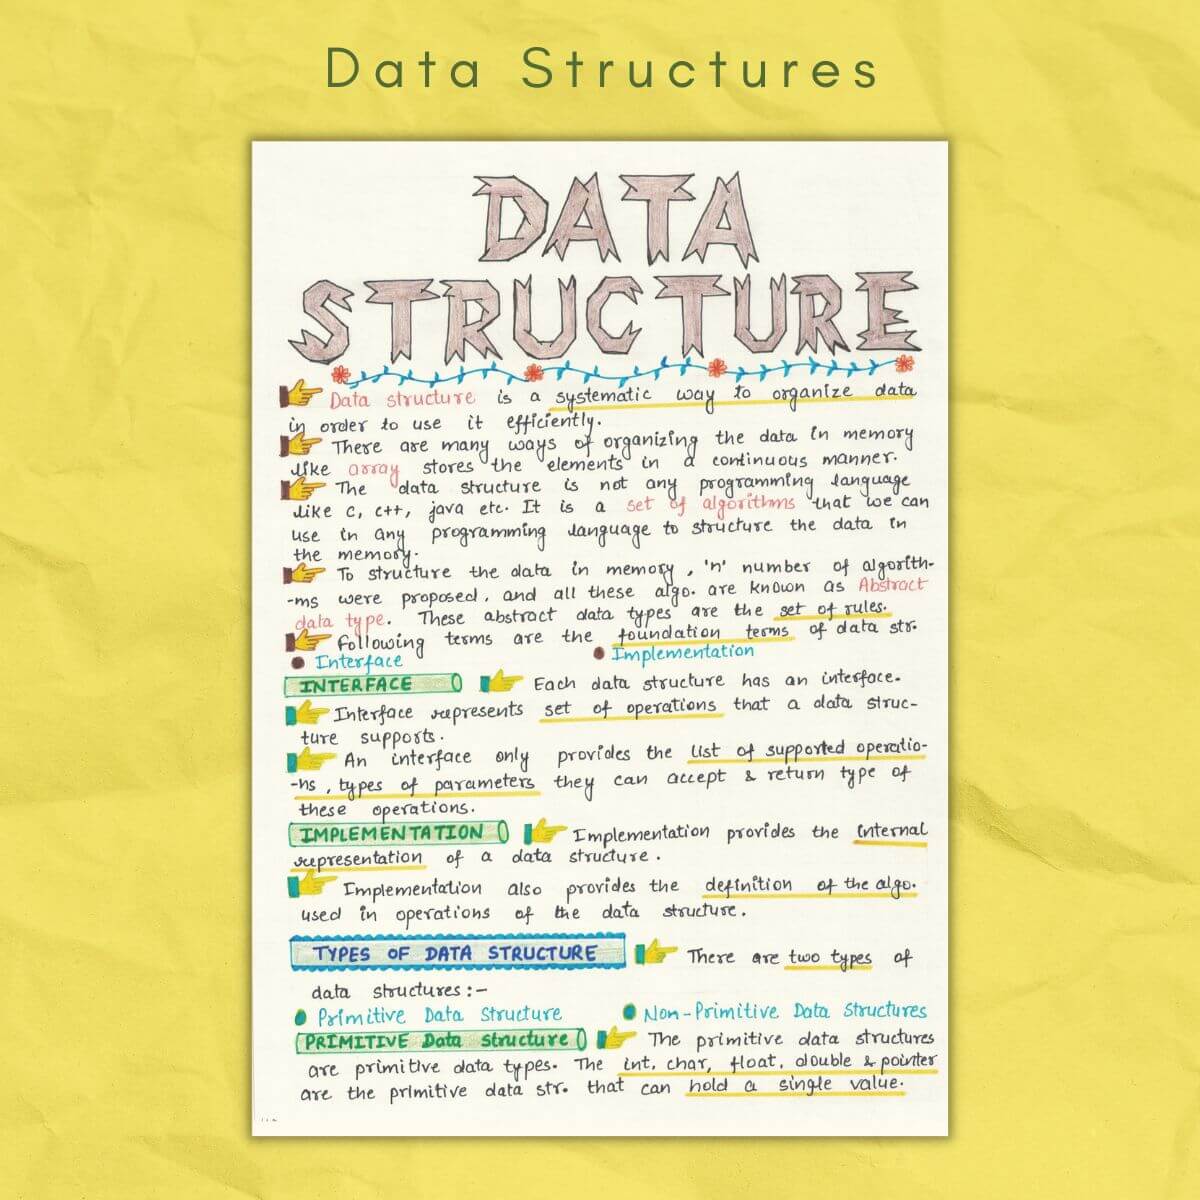 Data Structures
DATA
STRUCTURE
Data structure is a systematic way to organize data
in order to use it efficiently.
There are many ways of organizing the data in memory
like array stores the elements in a continuous manner.
The data structure is not any programming language
like c, c++, java etc. It is a set of algorithms that we can
use in any programming language to structure the data in
the memory.
To structure the data in memory, 'n' number of algorith-
-ms were proposed, and all these algo. are known as Abstract
data type. These abstract data types are the set of rules.
Following terms are the foundation terms of data str.
Interface Implementation
INTERFACE Each data structure has an interface.
Interface represents set of operations that a data struc-
ture supports.
An interface only provides the list of supported operatio-
-ns, types of parameters they can accept & return type of
these operations.
IMPLEMENTATION Implementation provides the internal
representation of a data structure.
Implementation also provides the definition of the algo.
used in operations of the data structure.
TYPES OF DATA STRUCTURE There are two types of
data structures:-
Primitive Data Structure Non-Primitive Data Structures
PRIMITIVE Data structure The primitive data structures
are primitive data types. The int, char, float, double & pointer
are the primitive data str. that can hold a single value.